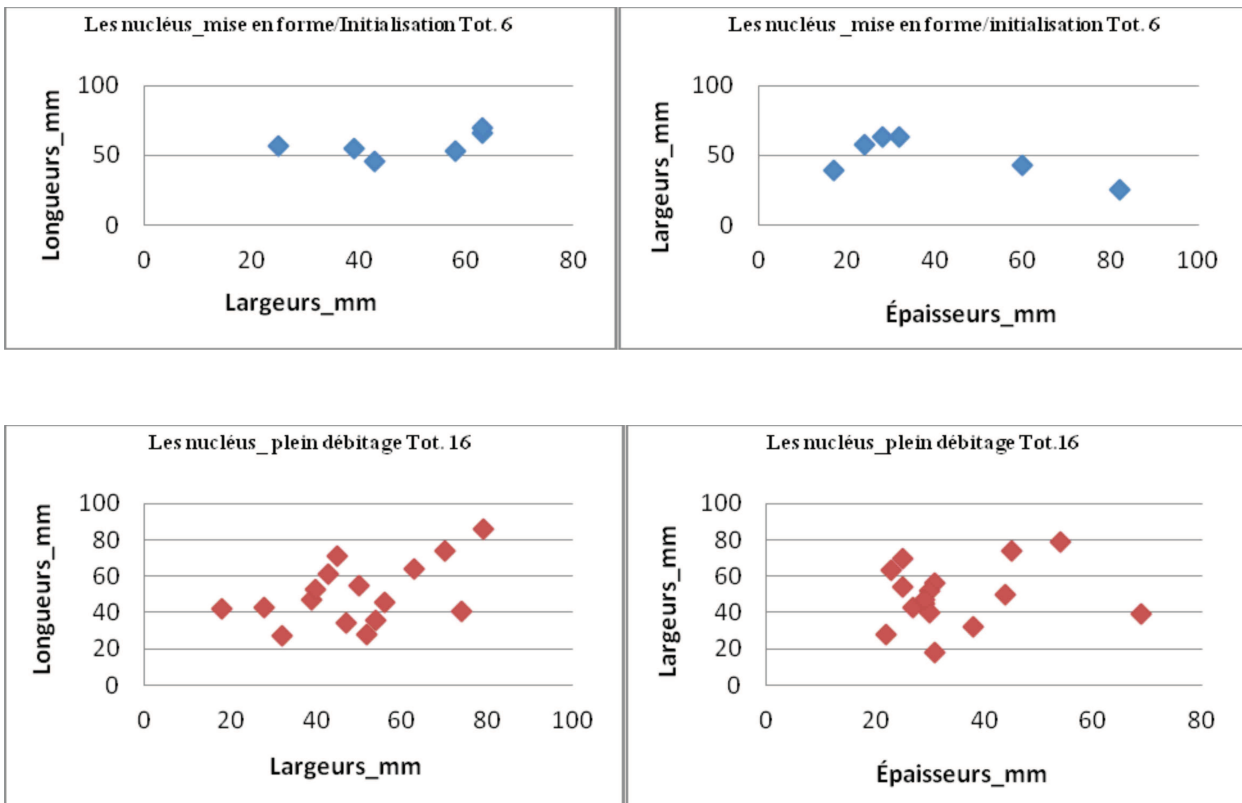 Les nucléus_mise en forme/Initialisation Tot. 6
100
50
0
Longueurs_mm
0 20 40 60 80
Largeurs_mm
Les nucléus _mise en forme/initialisation Tot. 6
100
50
0
Largeurs_mm
0 20 40 60 80 100
Épaisseurs_mm
Les nucléus_ plein débitage Tot. 16
100
80
60
40
20
0
Longueurs_mm
0 20 40 60 80 100
Largeurs_mm
Les nucléus_plein débitage Tot.16
100
80
60
40
20
0
Largeurs_mm
0 20 40 60 80
Épaisseurs_mm